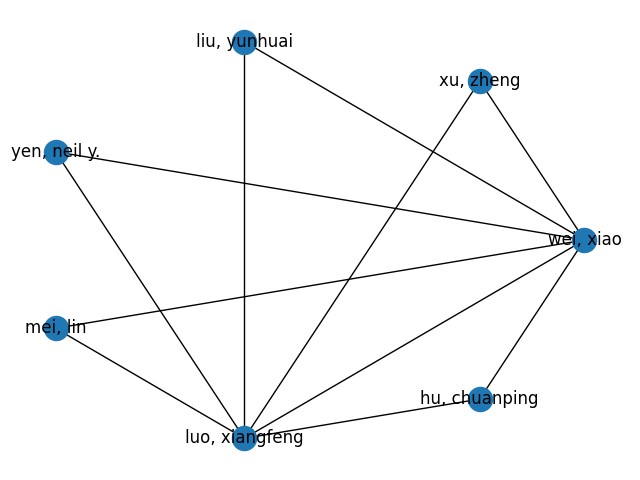 liu, yunhuai
xu, zheng
yen, neil y.
wei, xiao
mei, lin
hu, chuanping
luo, xiangfeng